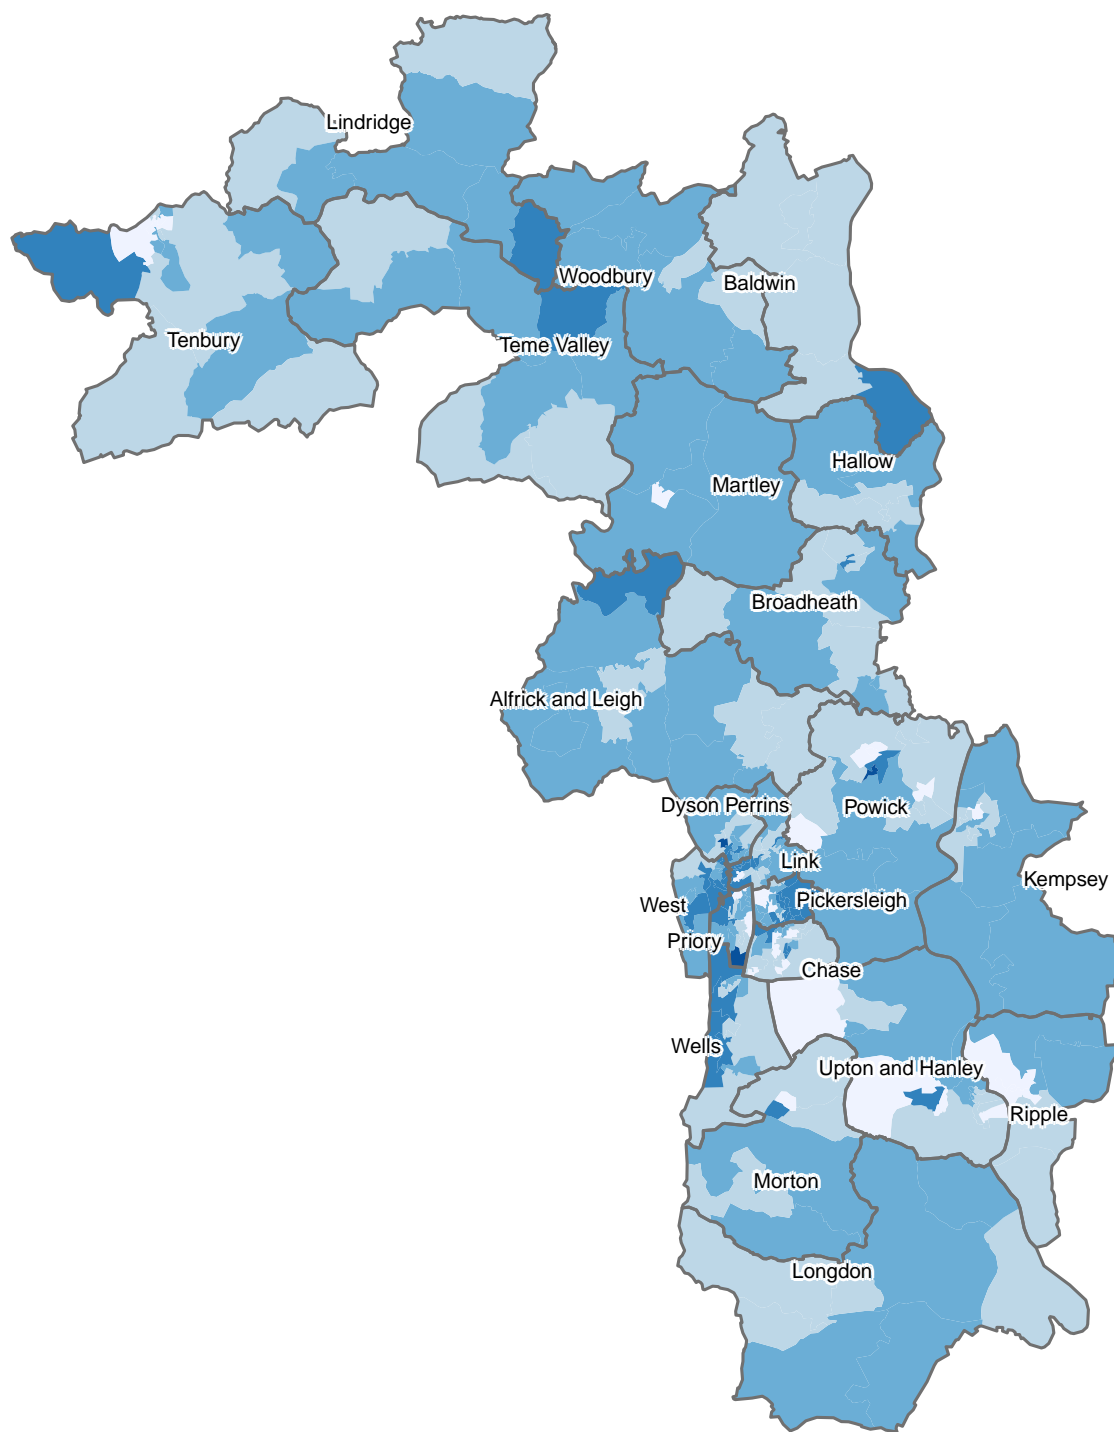 Lindridge
Woodbury
Baldwin
Tenbury
Teme Valley
Hallow
Martley
Broadheath
Alfrick and Leigh
Dyson Perrins
Powick
Link
Kempsey
West
Pickersleigh
Priory
Chase
Wells
Upton and Hanley
Ripple
Morton
Longdon